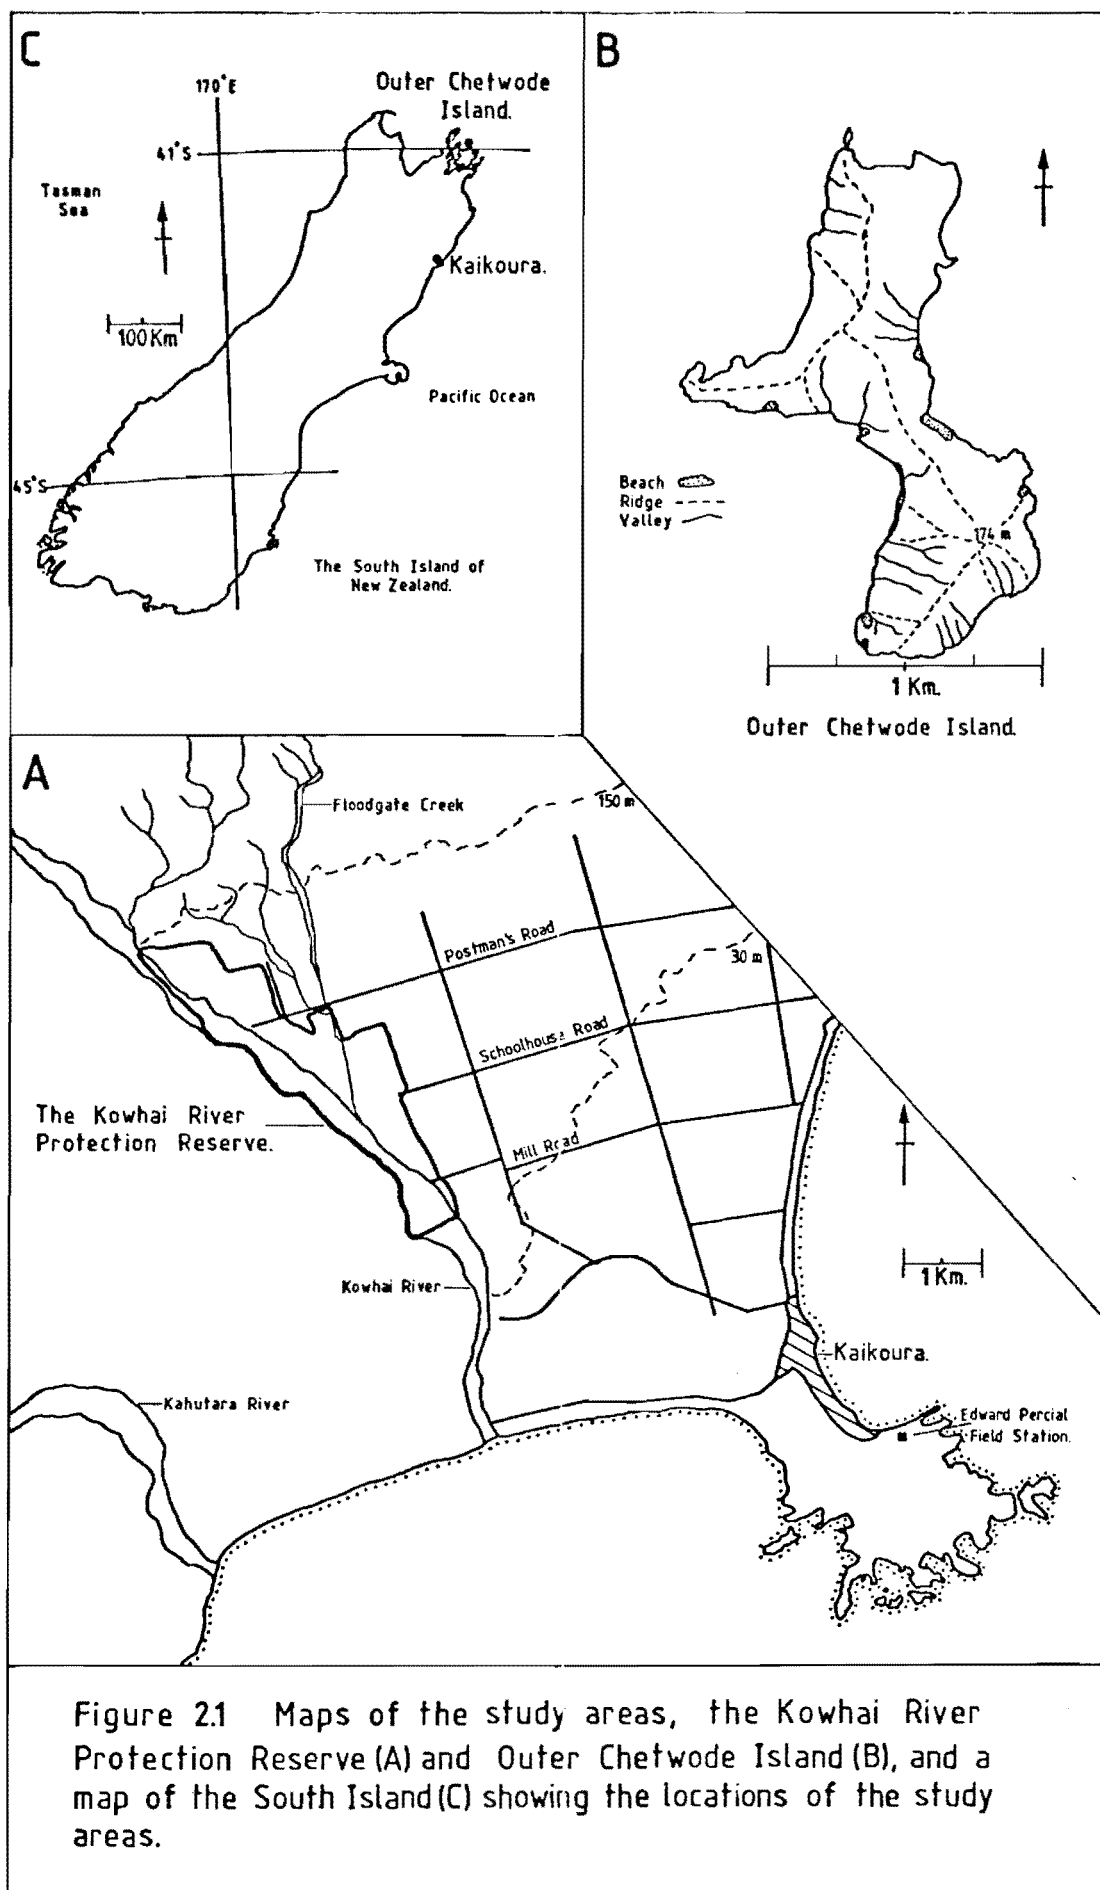 C
170°E
Outer Chetwode
Island.
41°S
Tasman
Sea
Kaikoura.
100 Km
Pacific Ocean
45°S
The South Island of
New Zealand.
B
Beach
Ridge
Valley
174 m
1 Km.
Outer Chetwode Island.
A
Floodgate Creek
150 m
Postman's Road
30 m
Schoolhouse Road
The Kowhai River
Protection Reserve.
Mill Road
Kowhai River
1 Km.
Kaikoura.
Kahutara River
Edward Percial
Field Station.
Figure 2.1 Maps of the study areas, the Kowhai River
Protection Reserve (A) and Outer Chetwode Island (B), and a
map of the South Island (C) showing the locations of the study
areas.